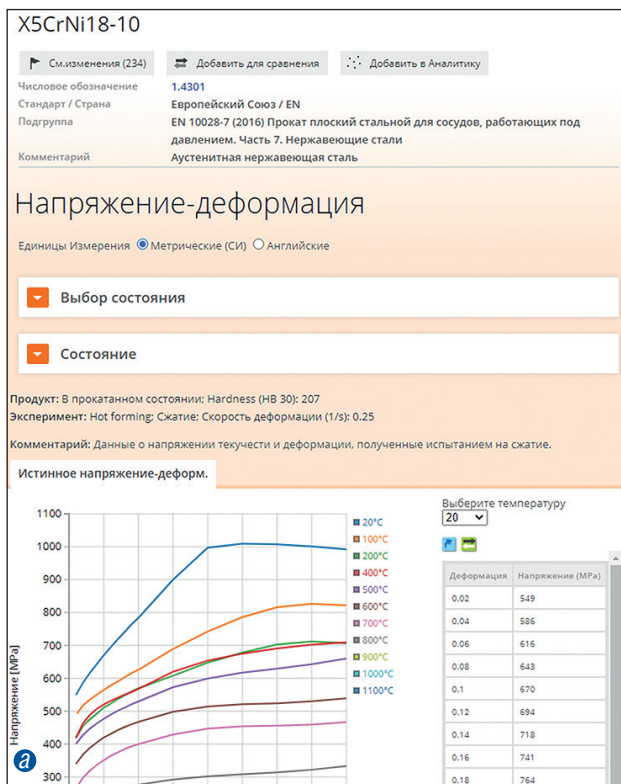 X5CrNi18-10
См.изменения (234) Добавить для сравнения Добавить в Аналитику
Числовое обозначение 1.4301
Стандарт / Страна Европейский Союз / EN
Подгруппа EN 10028-7 (2016) Прокат плоский стальной для сосудов, работающих под
давлением. Часть 7. Нержавеющие стали
Комментарий Аустенитная нержавеющая сталь
Напряжение-деформация
Единицы Измерения Метрические (СИ) Английские
Выбор состояния
Состояние
Продукт: В прокатанном состоянии; Hardness (HB 30): 207
Эксперимент: Hot forming; Сжатие; Скорость деформации (1/s): 0.25
Комментарий: Данные о напряжении текучести и деформации, полученные испытанием на сжатие.
Истинное напряжение-деформ.
Напряжение [MPa]
1100
1000
900
800
700
600
500
400
300
20°C
100°C
200°C
400°C
500°C
600°C
700°C
800°C
900°C
1000°C
1100°C
Выберите температуру
20
Деформация Напряжение (MPa)
0.02 549
0.04 586
0.06 616
0.08 643
0.1 670
0.12 694
0.14 718
0.16 741
0.18 764
a